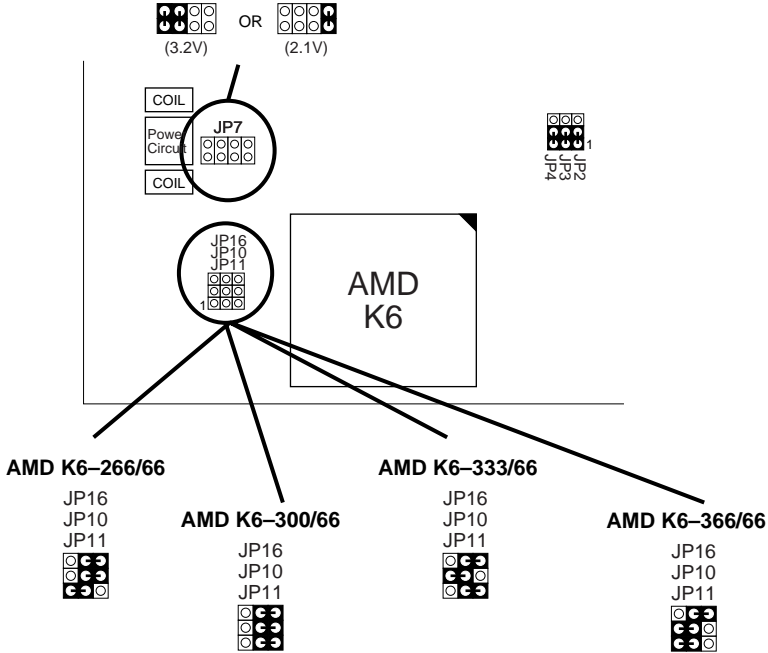 OR
(3.2V)
(2.1V)
COIL
Power
Circuit
COIL
JP7
1
JP4
JP3
JP2
JP16
JP10
JP11
1
AMD
K6
AMD K6–266/66
JP16
JP10
JP11
AMD K6–300/66
JP16
JP10
JP11
AMD K6–333/66
JP16
JP10
JP11
AMD K6–366/66
JP16
JP10
JP11